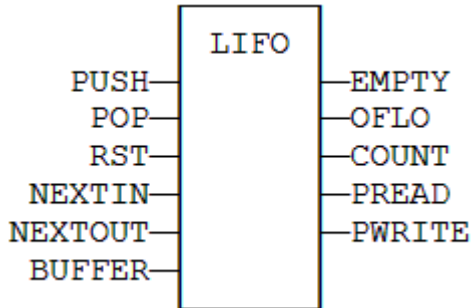 LIFO
PUSH EMPTY
POP OFLO
RST COUNT
NEXTIN PREAD
NEXTOUT PWRITE
BUFFER